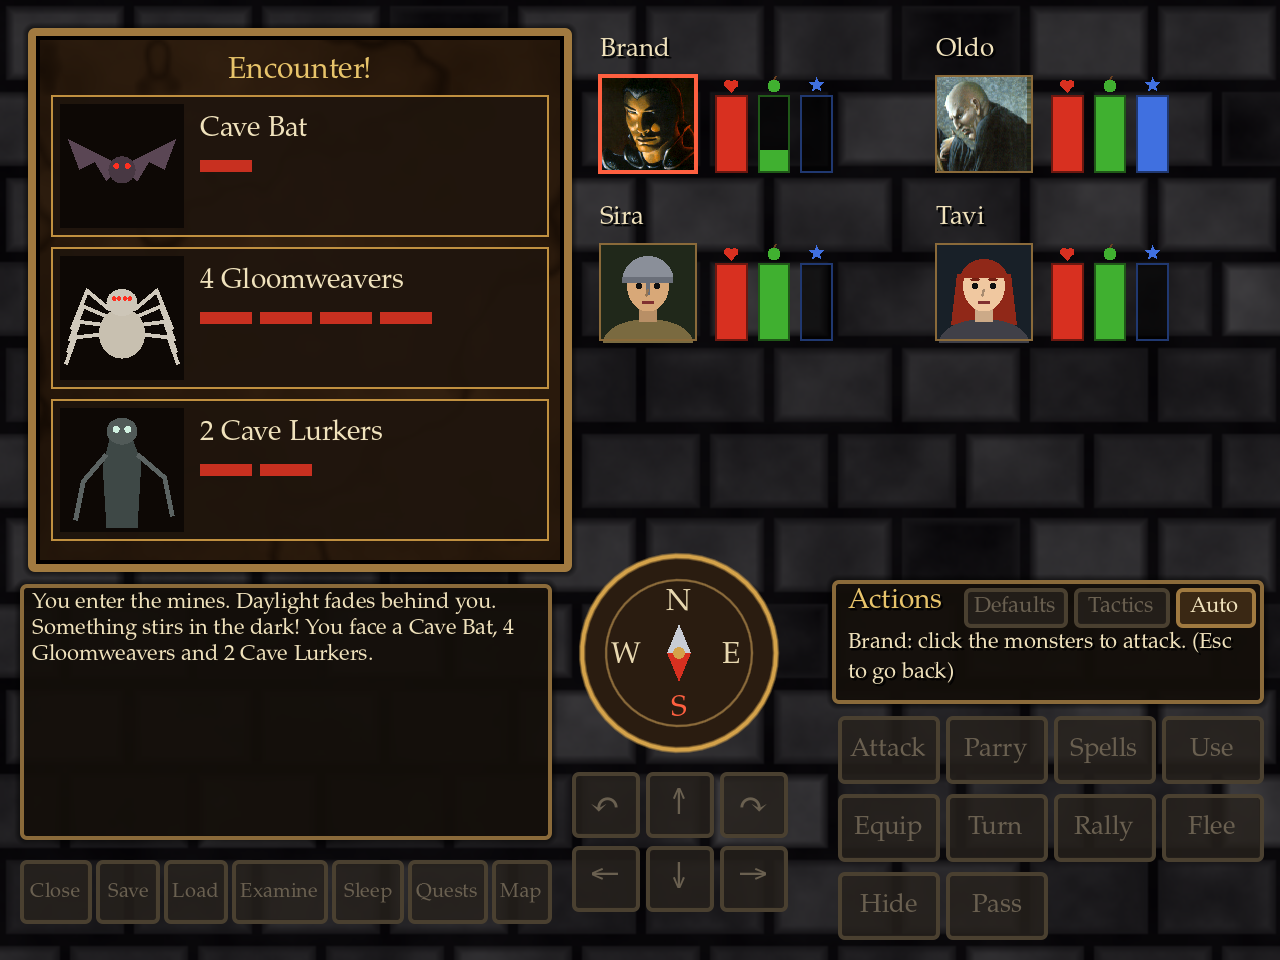 Encounter!
Cave Bat
4 Gloomweavers
2 Cave Lurkers
Brand
Oldo
Sira
Tavi
You enter the mines. Daylight fades behind you.
Something stirs in the dark! You face a Cave Bat, 4
Gloomweavers and 2 Cave Lurkers.
N
W E
S
Actions Defaults Tactics Auto
Brand: click the monsters to attack. (Esc
to go back)
Attack Parry Spells Use
Equip Turn Rally Flee
Hide Pass
Close Save Load Examine Sleep Quests Map